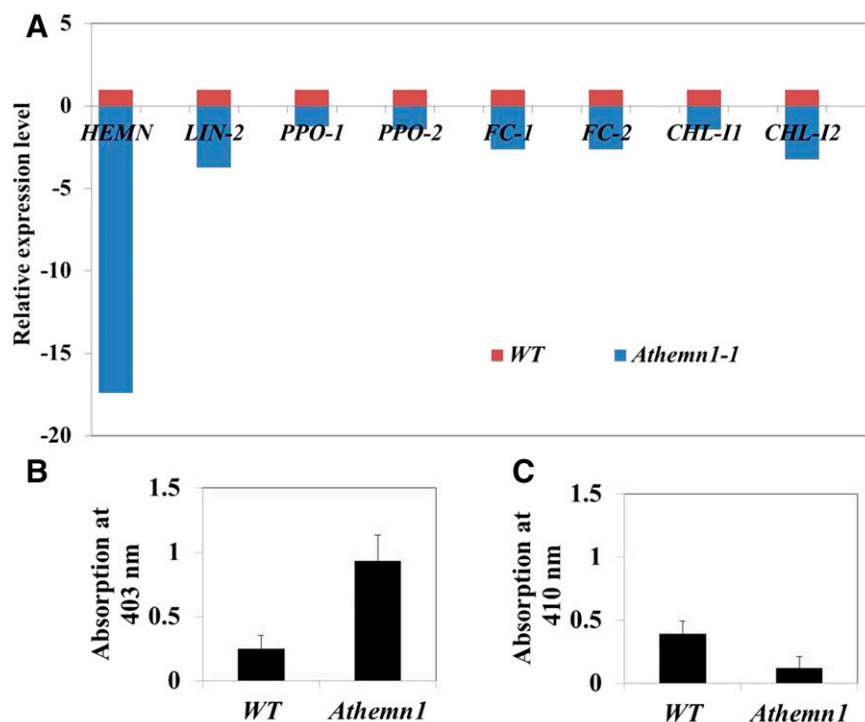 A
5
0
-5
-10
-15
-20
Relative expression level
HEMN LIN-2 PPO-1 PPO-2 FC-1 FC-2 CHL-I1 CHL-I2
WT Athemn1-1
B
1.5
1
0.5
0
Absorption at
403 nm
WT Athemn1
C
1.5
1
0.5
0
Absorption at
410 nm
WT Athemn1